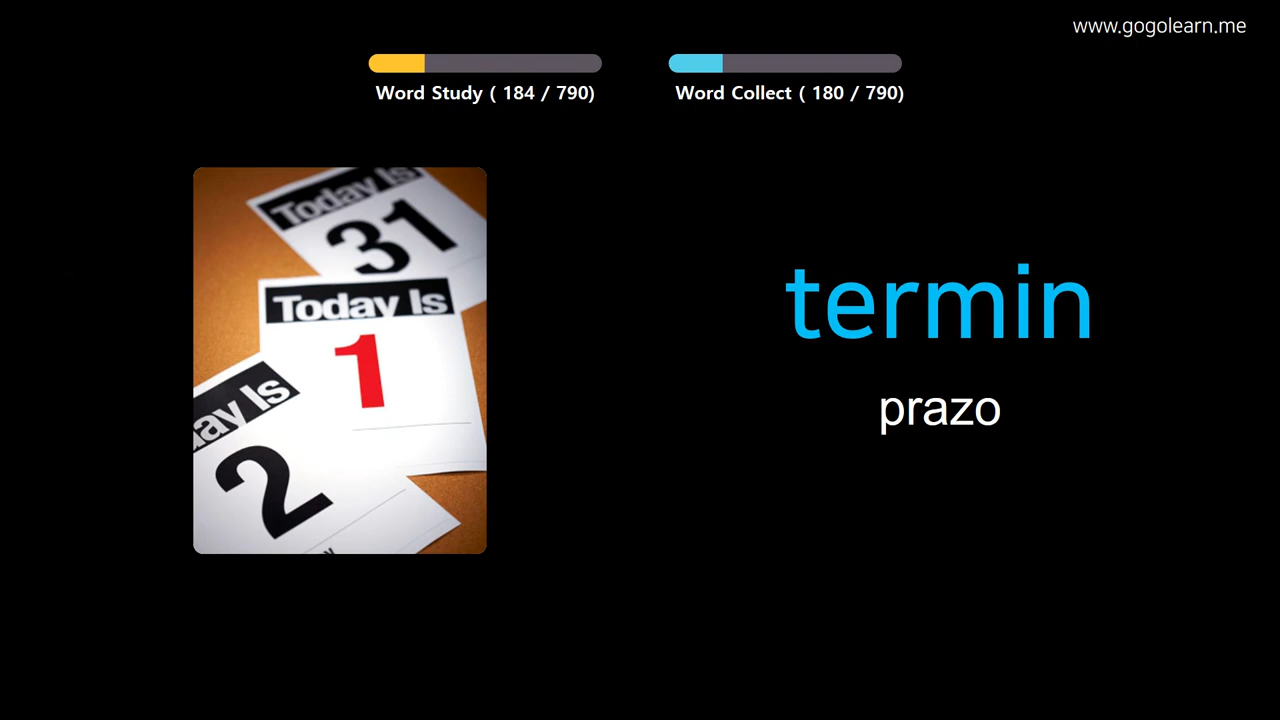 www.gogolearn.me
Word Study ( 184 / 790)
Word Collect ( 180 / 790)
Today Is
31
Today Is
1
day Is
2
termin
prazo